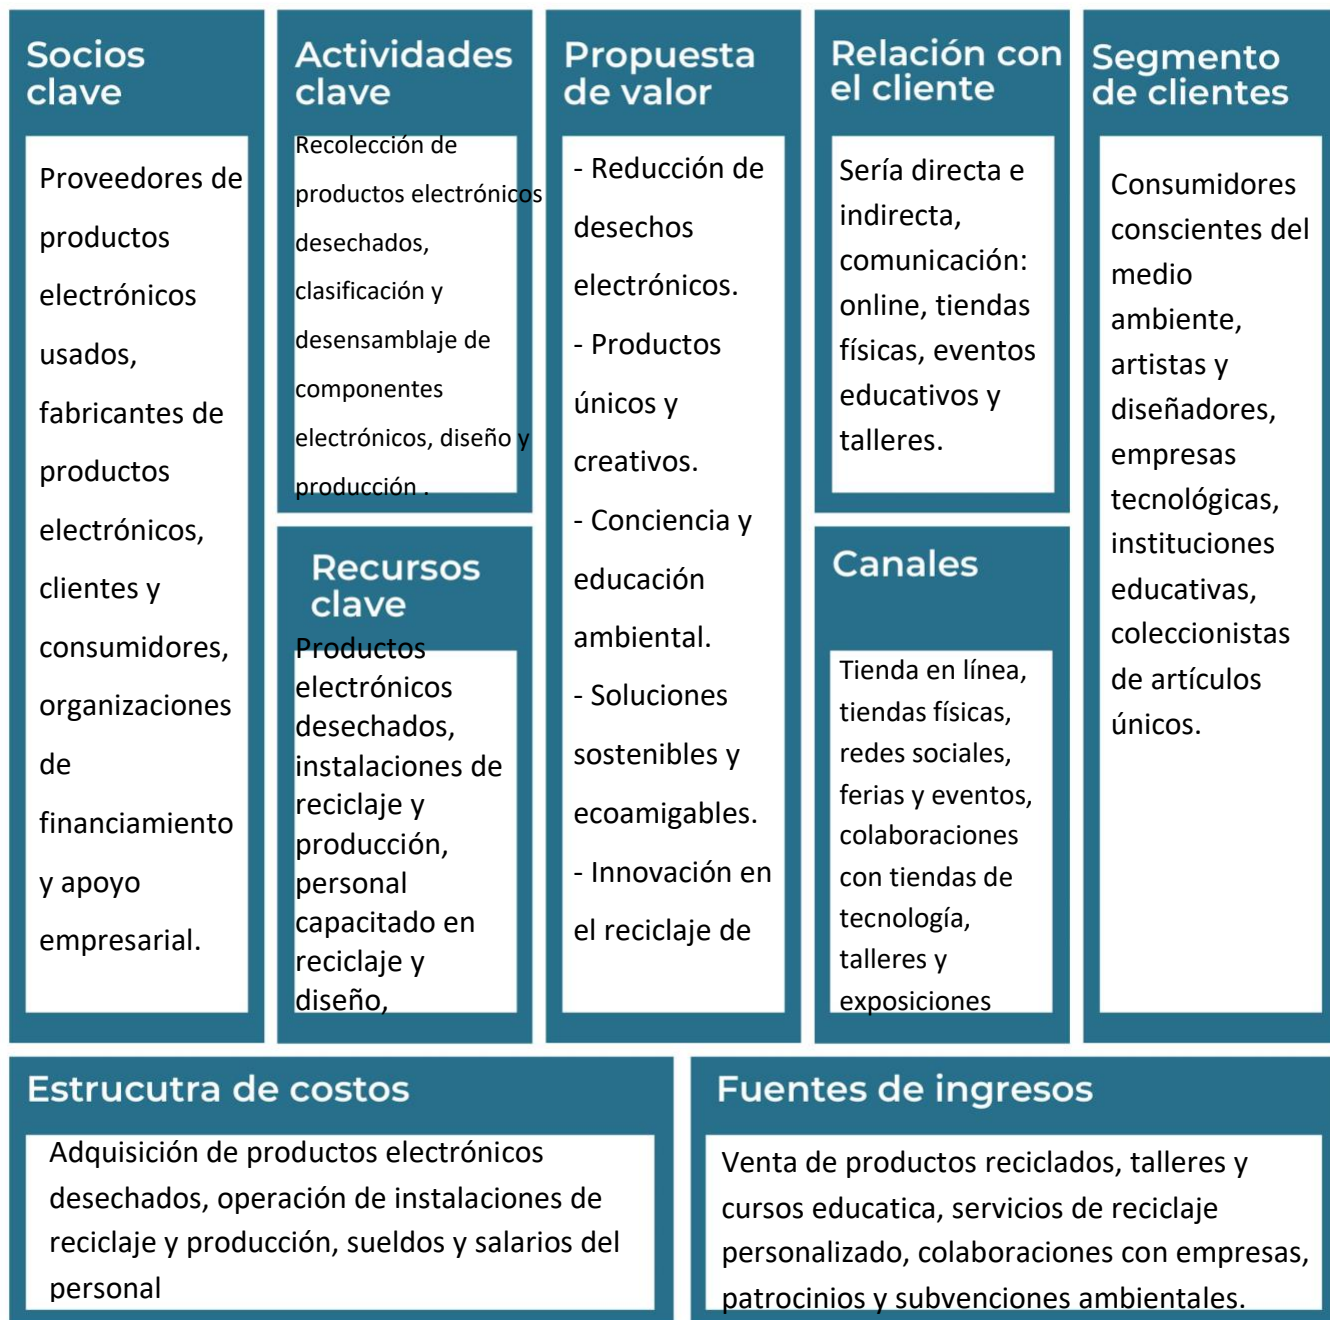 Socios
clave
Proveedores de
productos
electrónicos
usados,
fabricantes de
productos
electrónicos,
clientes y
consumidores,
organizaciones
de
financiamiento
y apoyo
empresarial.
Actividades
clave
Recolección de
productos electrónicos
desechados,
clasificación y
desensamblaje de
componentes
electrónicos, diseño y
producción .
Recursos
clave
Productos
electrónicos
desechados,
instalaciones de
reciclaje y
producción,
personal
capacitado en
reciclaje y
diseño,
Propuesta
de valor
- Reducción de
desechos
electrónicos.
- Productos
únicos y
creativos.
- Conciencia y
educación
ambiental.
- Soluciones
sostenibles y
ecoamigables.
- Innovación en
el reciclaje de
Relación con
el cliente
Sería directa e
indirecta,
comunicación:
online, tiendas
físicas, eventos
educativos y
talleres.
Canales
Tienda en línea,
tiendas físicas,
redes sociales,
ferias y eventos,
colaboraciones
con tiendas de
tecnología,
talleres y
exposiciones
Segmento
de clientes
Consumidores
conscientes del
medio
ambiente,
artistas y
diseñadores,
empresas
tecnológicas,
instituciones
educativas,
coleccionistas
de artículos
únicos.
Estrucutra de costos
Adquisición de productos electrónicos
desechados, operación de instalaciones de
reciclaje y producción, sueldos y salarios del
personal
Fuentes de ingresos
Venta de productos reciclados, talleres y
cursos educatica, servicios de reciclaje
personalizado, colaboraciones con empresas,
patrocinios y subvenciones ambientales.